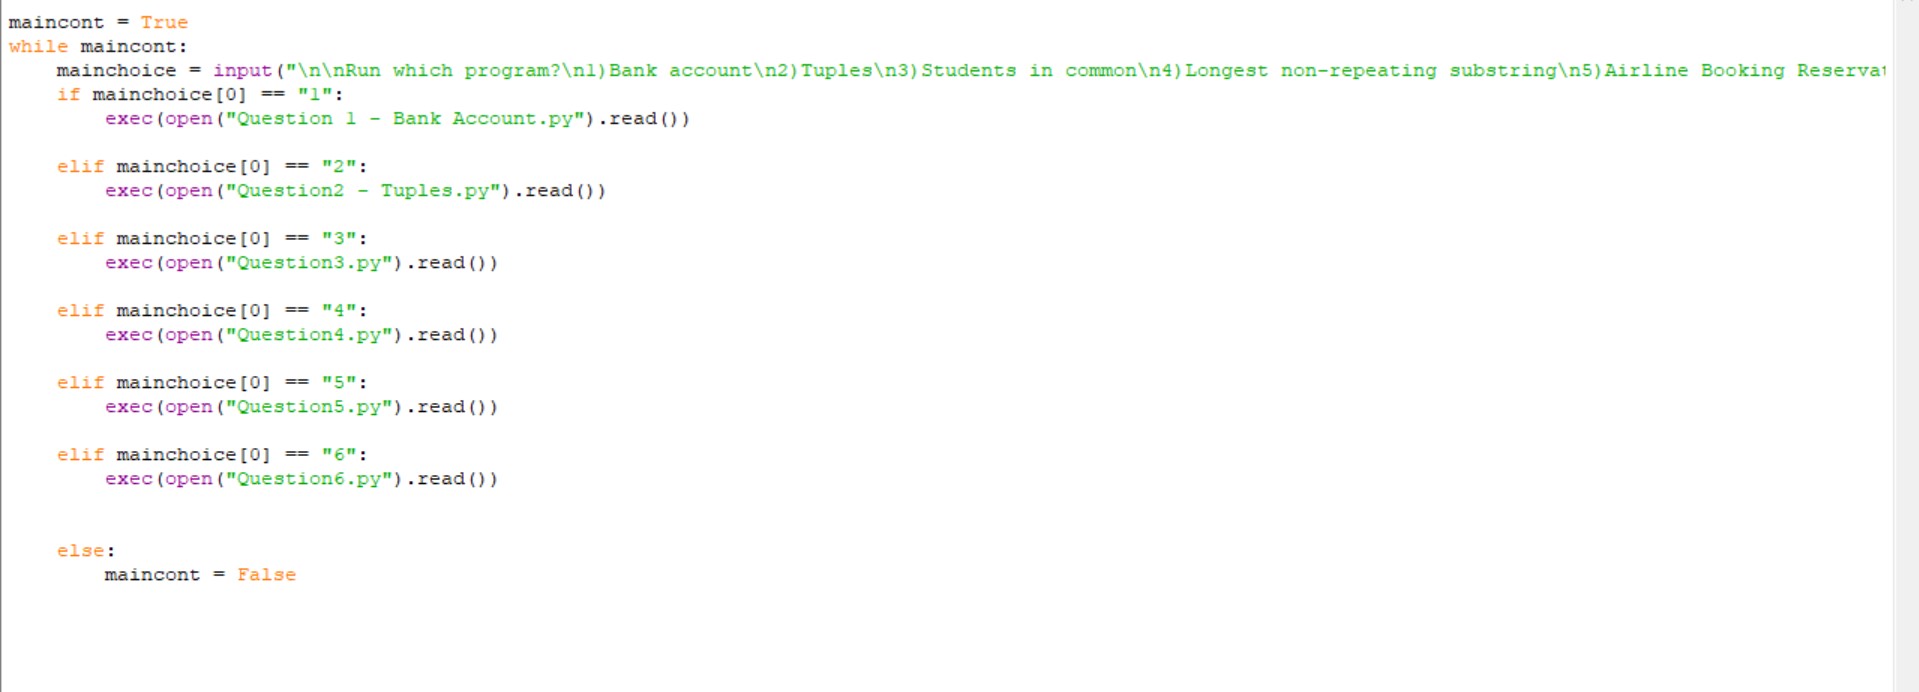 maincont = True
while maincont:
    mainchoice = input("\n\nRun which program?\n1)Bank account\n2)Tuples\n3)Students in common\n4)Longest non-repeating substring\n5)Airline Booking Reservat
    if mainchoice[0] == "1":
        exec(open("Question 1 - Bank Account.py").read())
    elif mainchoice[0] == "2":
        exec(open("Question2 - Tuples.py").read())
    elif mainchoice[0] == "3":
        exec(open("Question3.py").read())
    elif mainchoice[0] == "4":
        exec(open("Question4.py").read())
    elif mainchoice[0] == "5":
        exec(open("Question5.py").read())
    elif mainchoice[0] == "6":
        exec(open("Question6.py").read())
    else:
        maincont = False